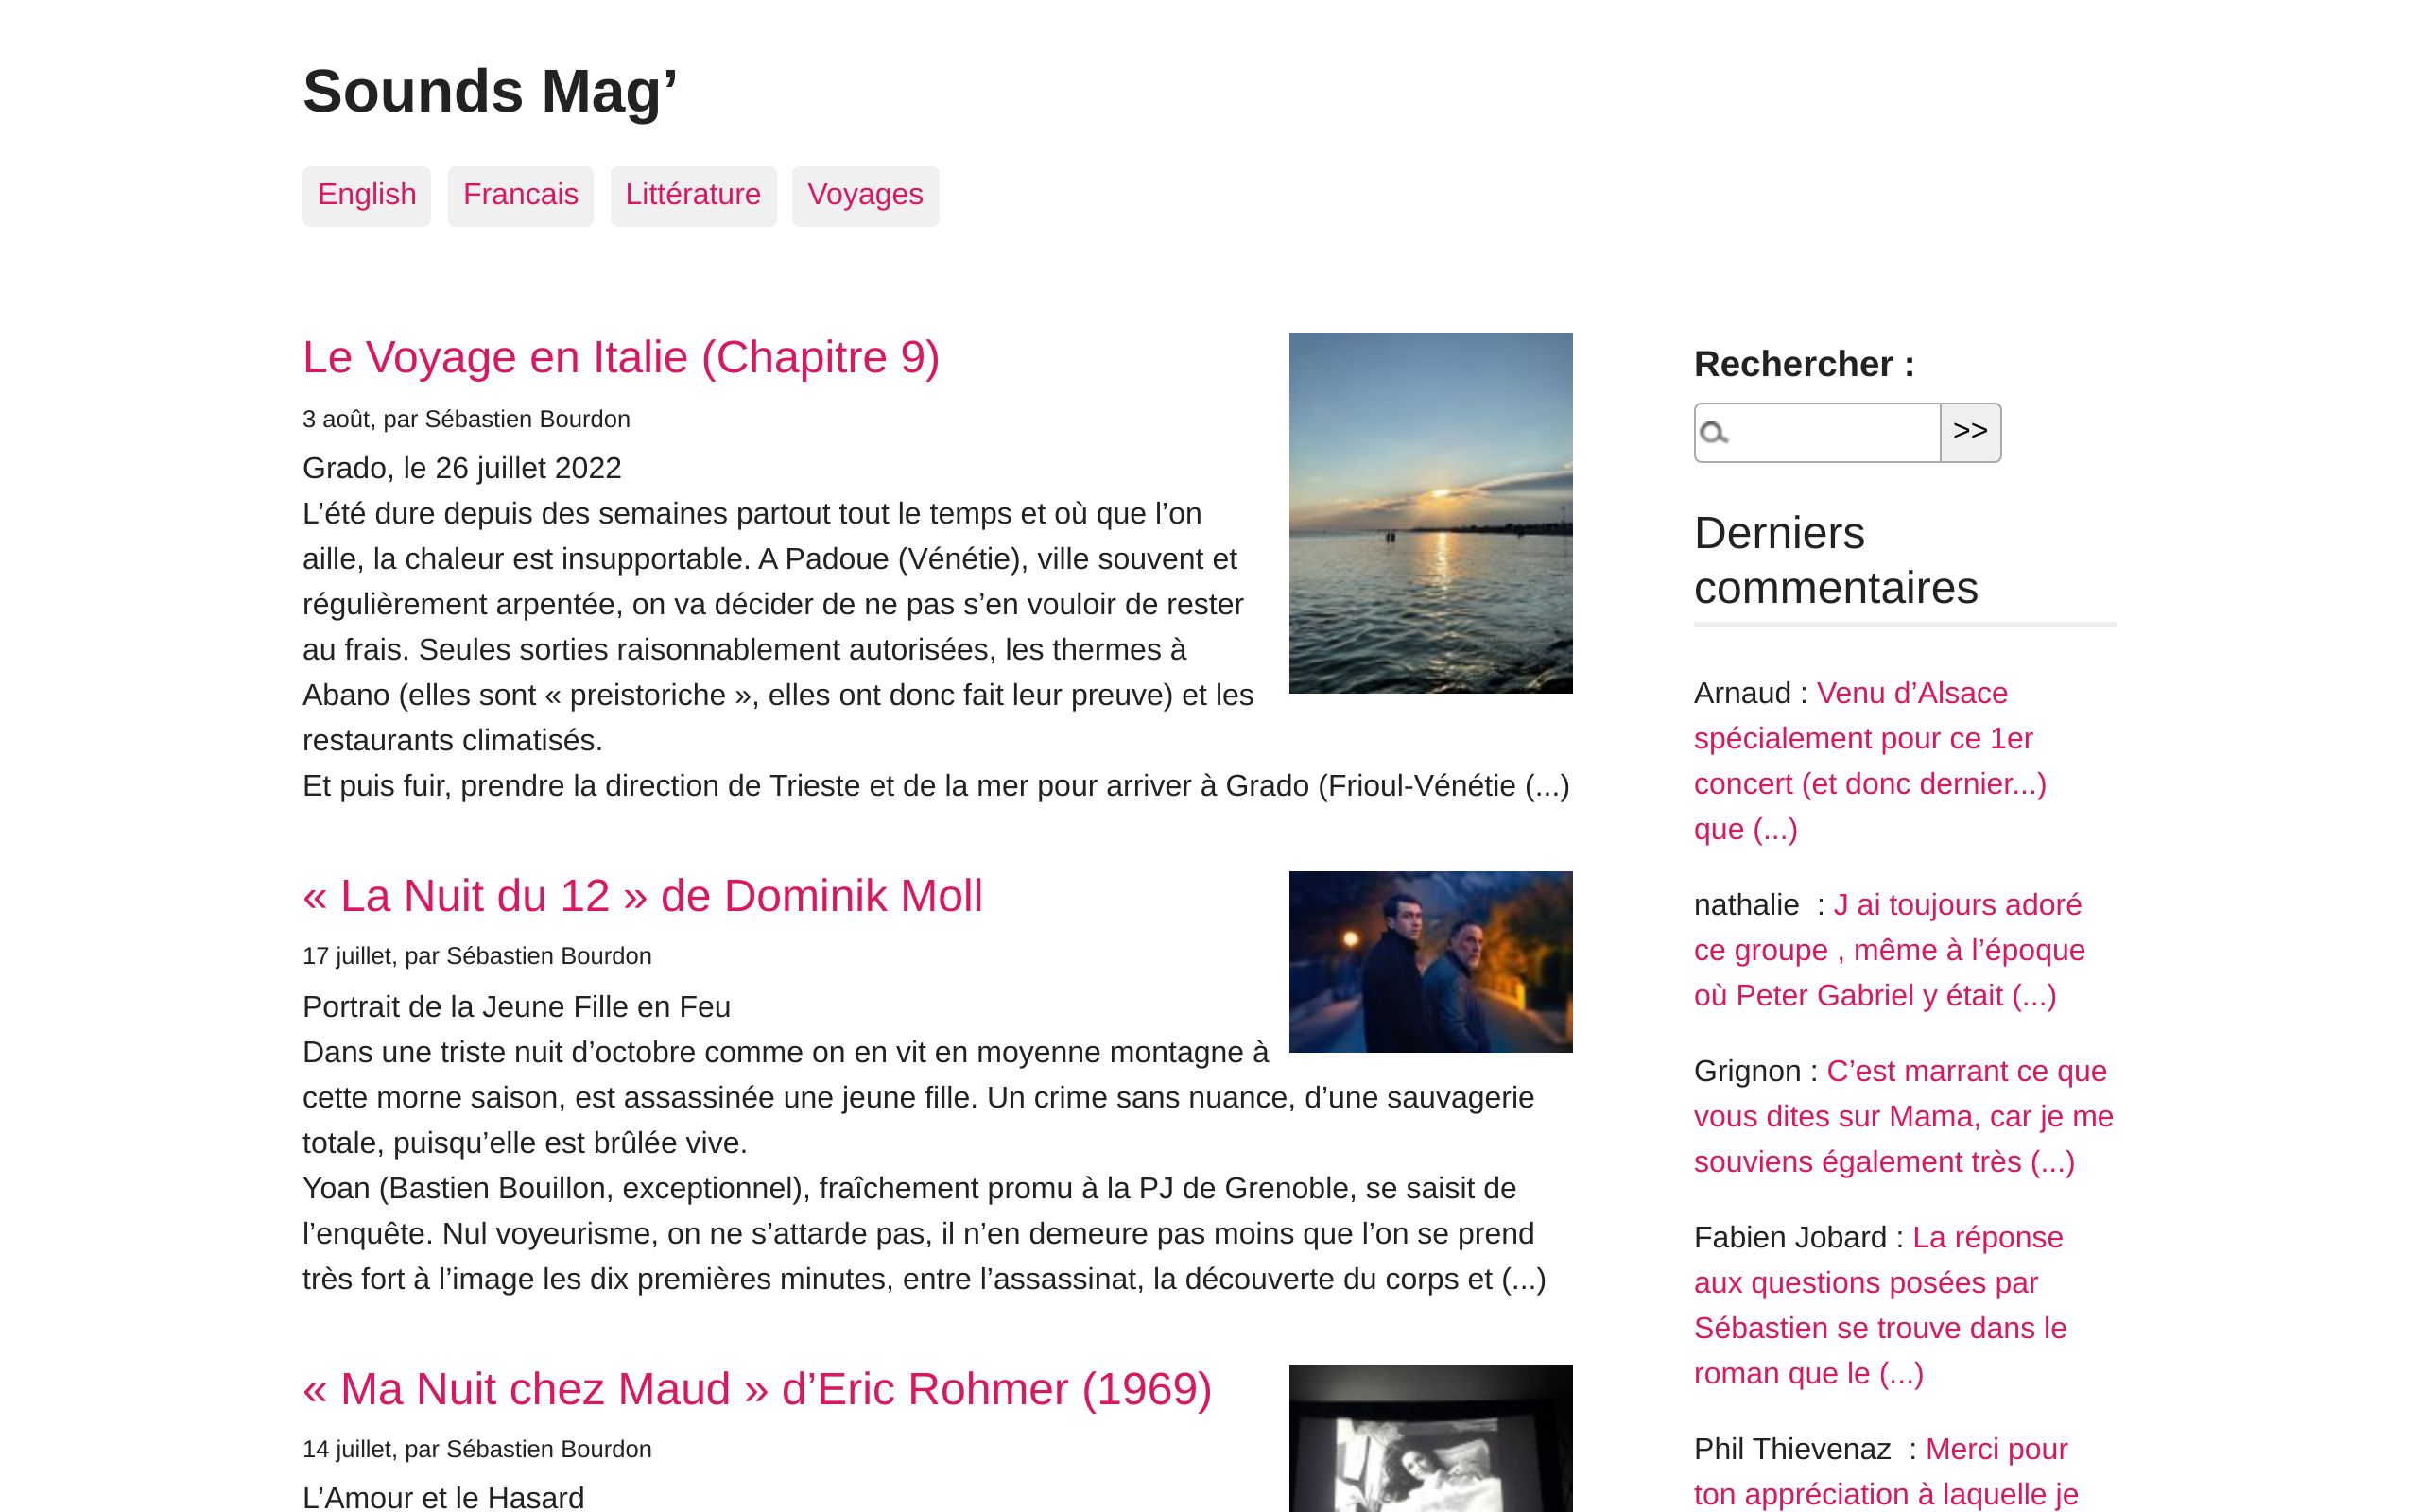 Sounds Mag’
English
Francais
Littérature
Voyages
Le Voyage en Italie (Chapitre 9)
3 août, par Sébastien Bourdon
Grado, le 26 juillet 2022
L’été dure depuis des semaines partout tout le temps et où que l’on
aille, la chaleur est insupportable. A Padoue (Vénétie), ville souvent et
régulièrement arpentée, on va décider de ne pas s’en vouloir de rester
au frais. Seules sorties raisonnablement autorisées, les thermes à
Abano (elles sont « preistoriche », elles ont donc fait leur preuve) et les
restaurants climatisés.
Et puis fuir, prendre la direction de Trieste et de la mer pour arriver à Grado (Frioul-Vénétie (...)
« La Nuit du 12 » de Dominik Moll
17 juillet, par Sébastien Bourdon
Portrait de la Jeune Fille en Feu
Dans une triste nuit d’octobre comme on en vit en moyenne montagne à
cette morne saison, est assassinée une jeune fille. Un crime sans nuance, d’une sauvagerie
totale, puisqu’elle est brûlée vive.
Yoan (Bastien Bouillon, exceptionnel), fraîchement promu à la PJ de Grenoble, se saisit de
l’enquête. Nul voyeurisme, on ne s’attarde pas, il n’en demeure pas moins que l’on se prend
très fort à l’image les dix premières minutes, entre l’assassinat, la découverte du corps et (...)
« Ma Nuit chez Maud » d’Eric Rohmer (1969)
14 juillet, par Sébastien Bourdon
L’Amour et le Hasard
Rechercher :
>>
Derniers
commentaires
Arnaud : Venu d’Alsace
spécialement pour ce 1er
concert (et donc dernier...)
que (...)
nathalie  : J ai toujours adoré
ce groupe , même à l’époque
où Peter Gabriel y était (...)
Grignon : C’est marrant ce que
vous dites sur Mama, car je me
souviens également très (...)
Fabien Jobard : La réponse
aux questions posées par
Sébastien se trouve dans le
roman que le (...)
Phil Thievenaz  : Merci pour
ton appréciation à laquelle je